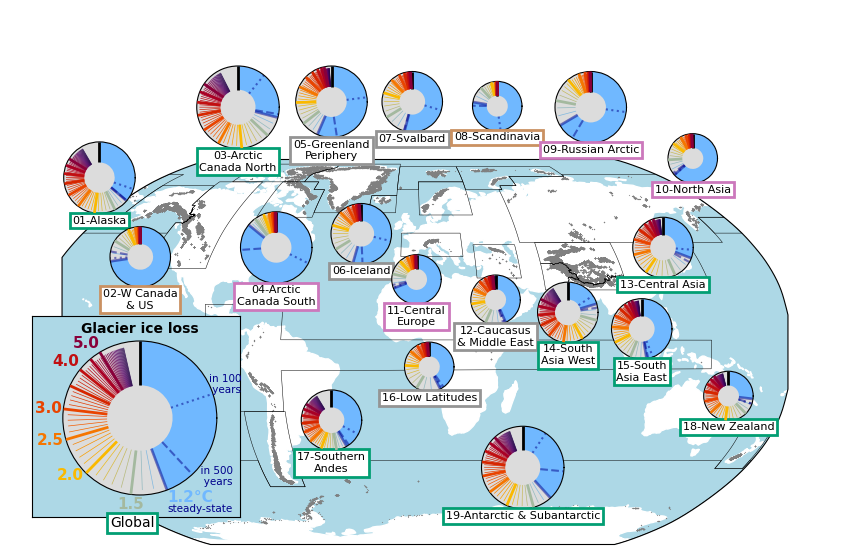 07-Svalbard
08-Scandinavia
05-Greenland
Periphery
09-Russian Arctic
03-Arctic
Canada North
10-North Asia
01-Alaska
06-Iceland
13-Central Asia
04-Arctic
Canada South
02-W Canada
& US
11-Central
Europe
12-Caucasus
& Middle East
14-South
Asia West
15-South
Asia East
16-Low Latitudes
18-New Zealand
17-Southern
Andes
19-Antarctic & Subantarctic
Glacier ice loss
5.0
4.0
in 100
years
3.0
2.5
2.0
in 500
years
1.5
1.2°C
steady-state
Global